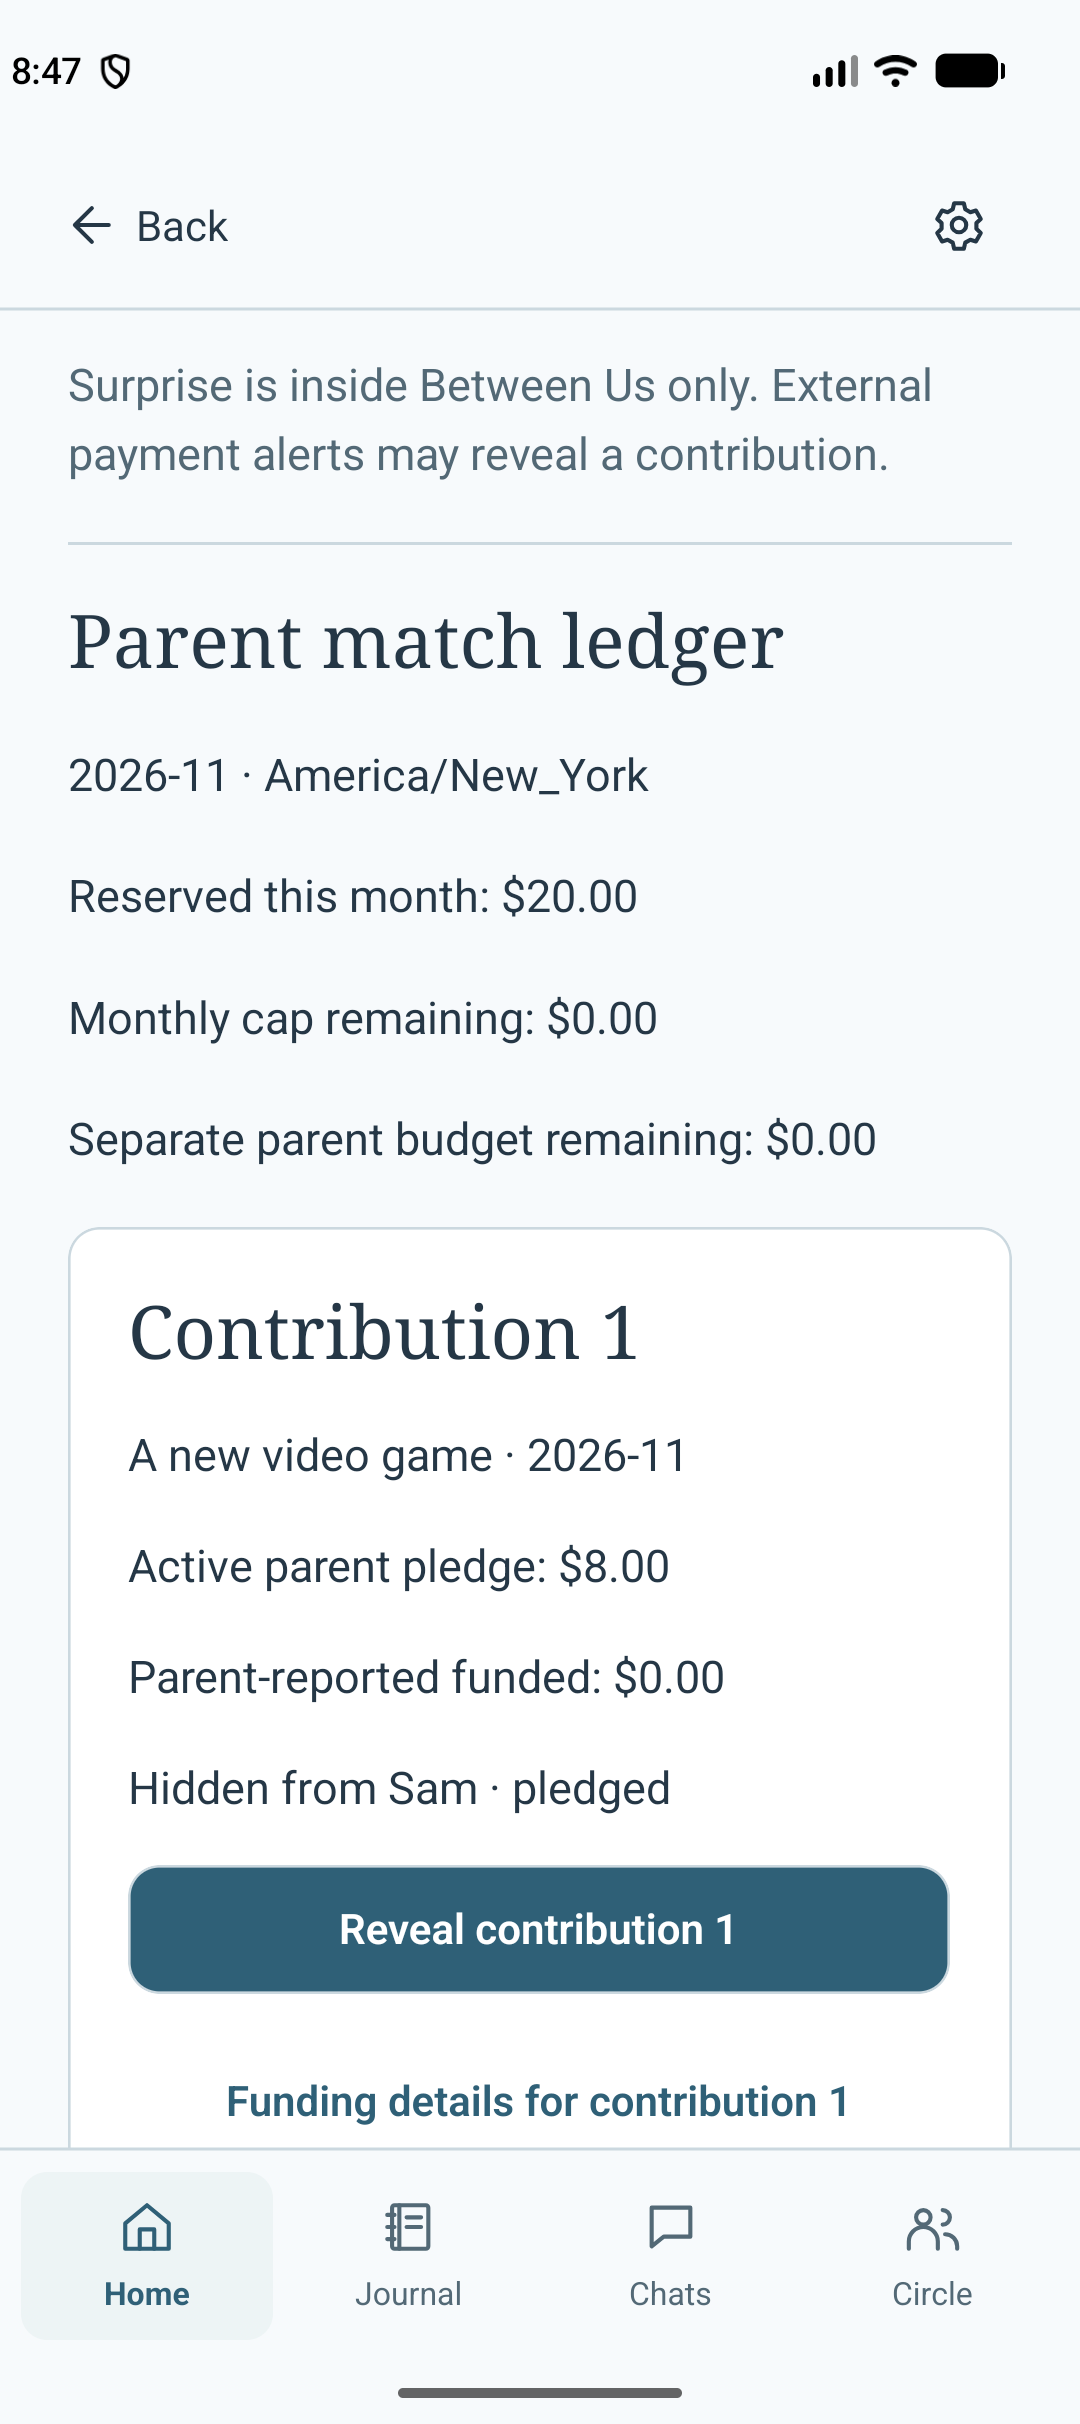 8:47
Back
Surprise is inside Between Us only. External
payment alerts may reveal a contribution.
Parent match ledger
2026-11 · America/New_York
Reserved this month: $20.00
Monthly cap remaining: $0.00
Separate parent budget remaining: $0.00
Contribution 1
A new video game · 2026-11
Active parent pledge: $8.00
Parent-reported funded: $0.00
Hidden from Sam · pledged
Reveal contribution 1
Funding details for contribution 1
Home
Journal
Chats
Circle